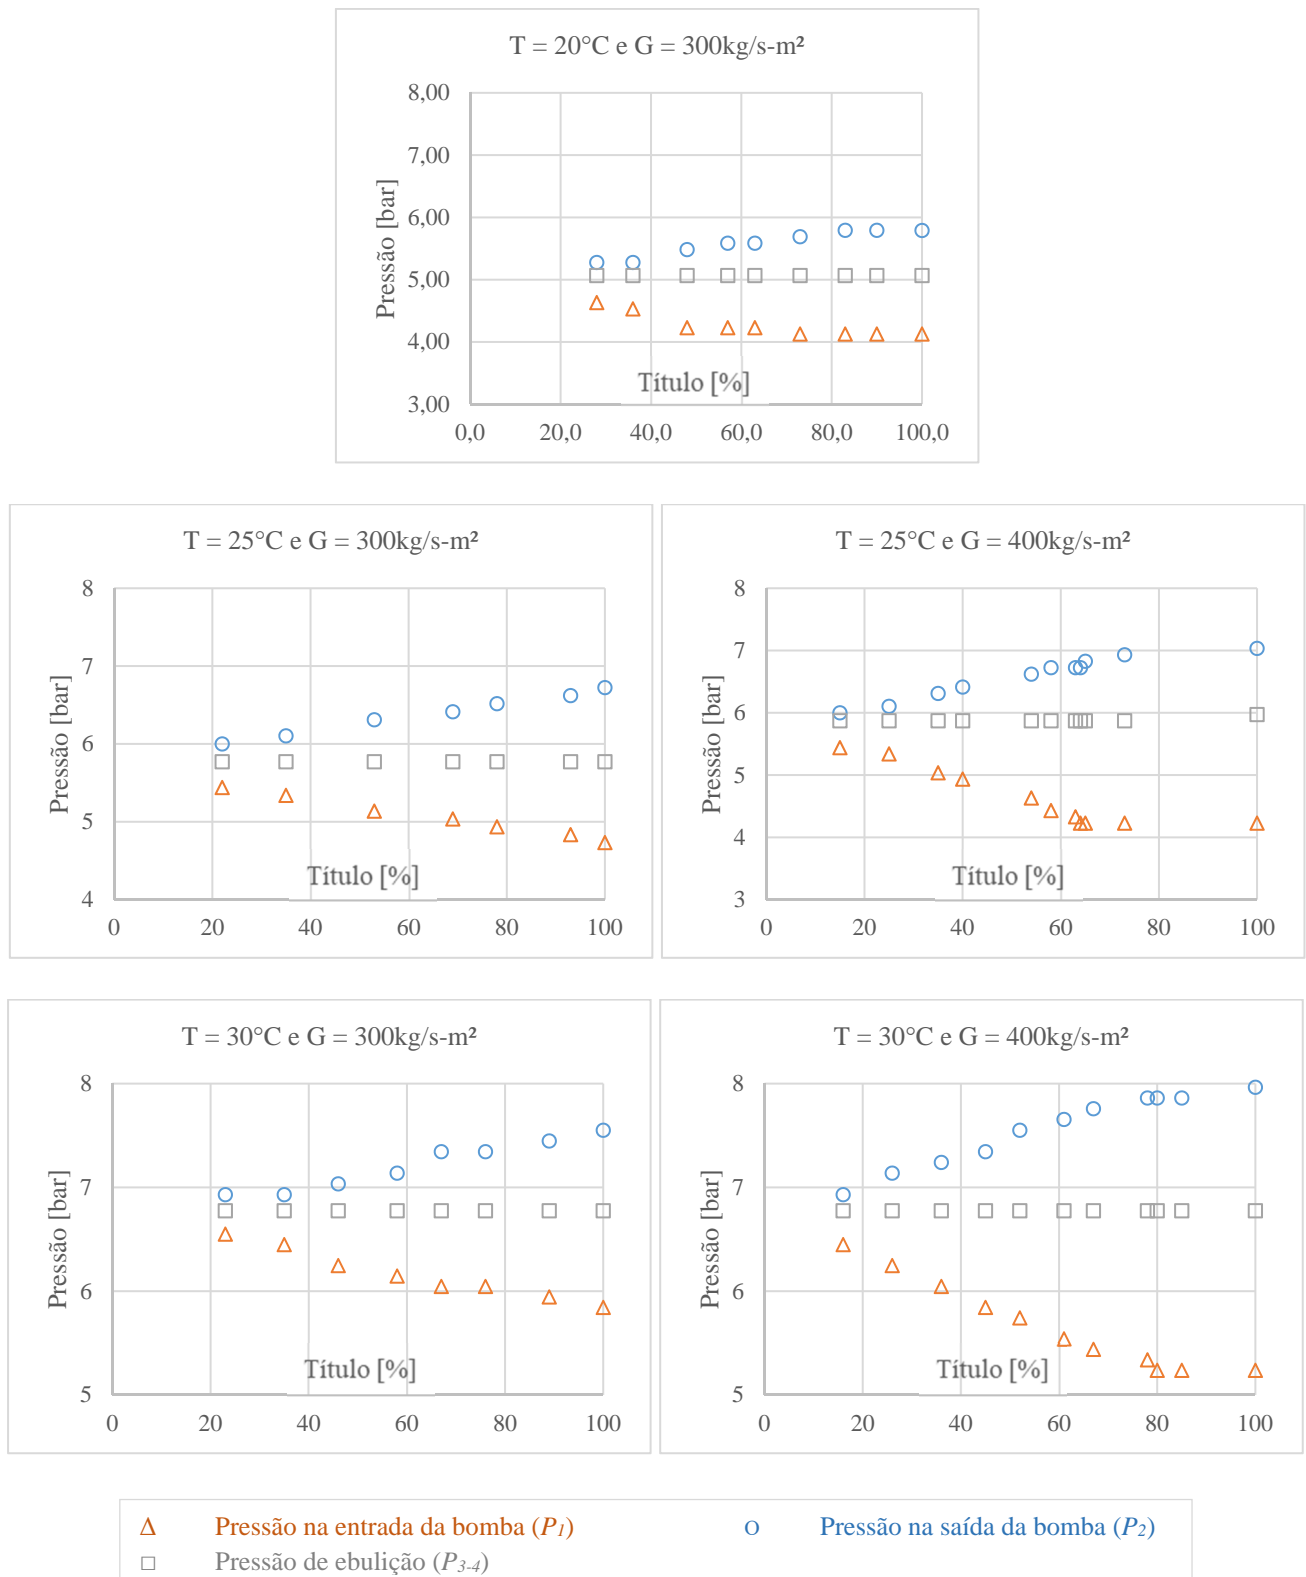 T = 20°C e G = 300kg/s-m²
8,00
7,00
6,00
5,00
4,00
3,00
Pressão [bar]
Título [%]
0,0 20,0 40,0 60,0 80,0 100,0
T = 25°C e G = 300kg/s-m²
8
7
6
5
4
Pressão [bar]
Título [%]
0 20 40 60 80 100
T = 25°C e G = 400kg/s-m²
8
7
6
5
4
3
Pressão [bar]
Título [%]
0 20 40 60 80 100
T = 30°C e G = 300kg/s-m²
8
7
6
5
Pressão [bar]
Título [%]
0 20 40 60 80 100
T = 30°C e G = 400kg/s-m²
8
7
6
5
Pressão [bar]
Título [%]
0 20 40 60 80 100
Pressão na entrada da bomba (P1)
Pressão na saída da bomba (P2)
Pressão de ebulição (P3-4)